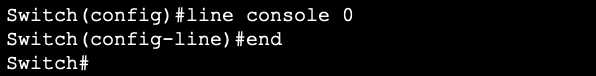 Switch(config)#line console 0
Switch(config-line)#end
Switch#